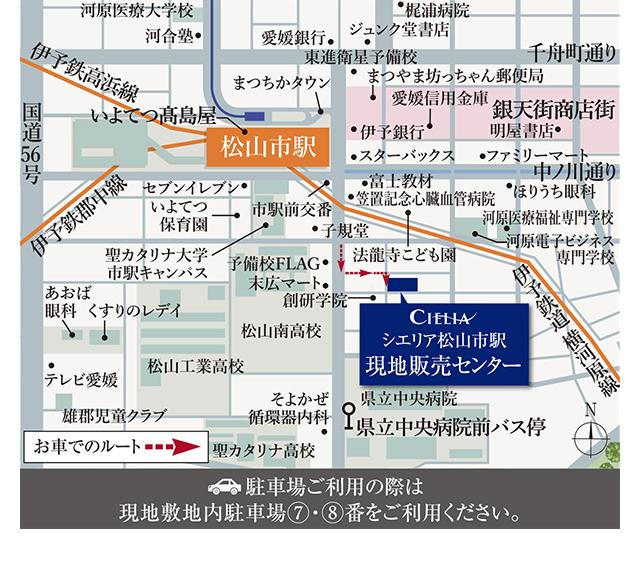 河原医療大学校
梶浦病院
河合塾
愛媛銀行
ジュンク堂書店
東進衛星予備校
千舟町通り
伊予鉄高浜線
まつちかタウン
まつやま坊っちゃん郵便局
愛媛信用金庫
銀天街商店街
国道56号
いよてつ髙島屋
伊予銀行
明屋書店
松山市駅
スターバックス
ファミリーマート
中ノ川通り
伊予鉄郡中線
セブンイレブン
富士教材
ほりうち眼科
いよてつ
保育園
市駅前交番
笠置記念心臓血管病院
河原医療福祉専門学校
子規堂
河原電子ビジネス
専門学校
聖カタリナ大学
市駅キャンパス
法龍寺こども園
予備校FLAG
末広マート
創研学院
伊予鉄道横河原線
あおば
眼科
くすりのレデイ
松山南高校
CIELIA
シエリア松山市駅
現地販売センター
松山工業高校
テレビ愛媛
そよかぜ
循環器内科
県立中央病院
雄郡児童クラブ
県立中央病院前バス停
N
お車でのルート
聖カタリナ高校
駐車場ご利用の際は
現地敷地内駐車場⑦・⑧番をご利用ください。